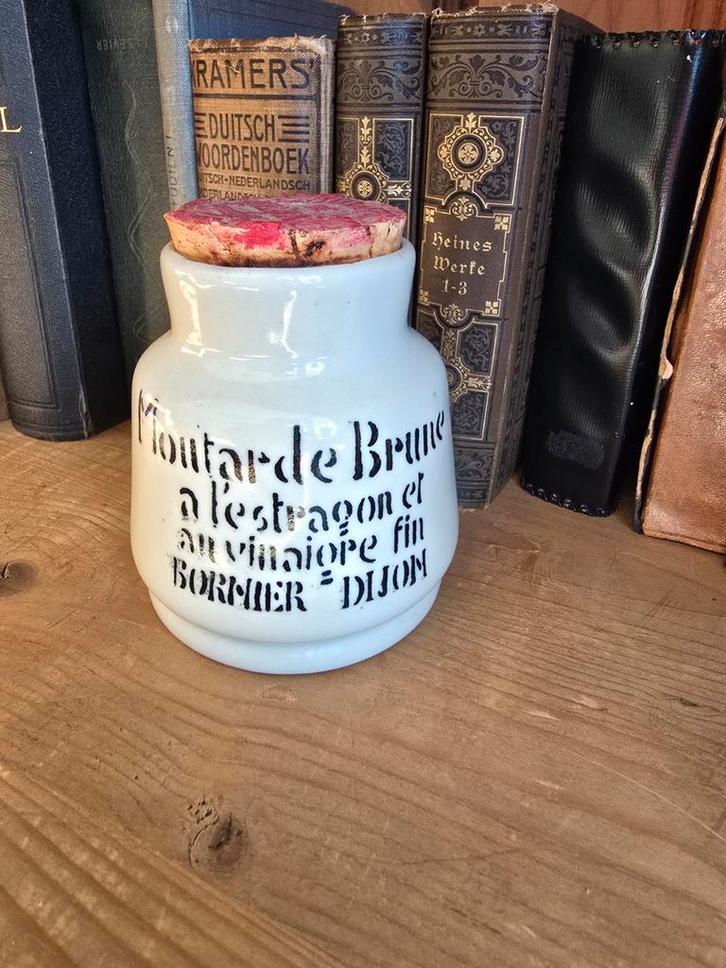 KRAMERS'
DUITSCH
WOORDENBOEK
Heines
Werke
1-3
Moutarde Brune
a l'estragon et
au vinaigre fin
BORNIER - DIJON